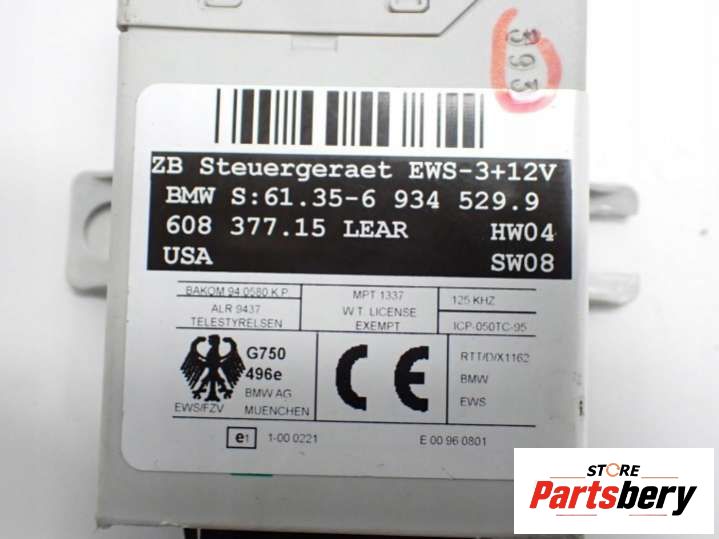 393
ZB Steuergeraet EWS-3+12V
BMW S:61.35-6 934 529.9
608 377.15 LEAR HW04
USA SW08
BAKOM 94.0580.K.P.
ALR 9437
TELESTYRELSEN
MPT 1337
W.T. LICENSE
EXEMPT
125 KHZ
ICP-050TC-95
G750
496e
BMW AG
EWS/FZV MUENCHEN
CE
RTT/D/X1162
BMW
EWS
e1 1-00 0221 E 00 96 0801
STORE
Partsbery